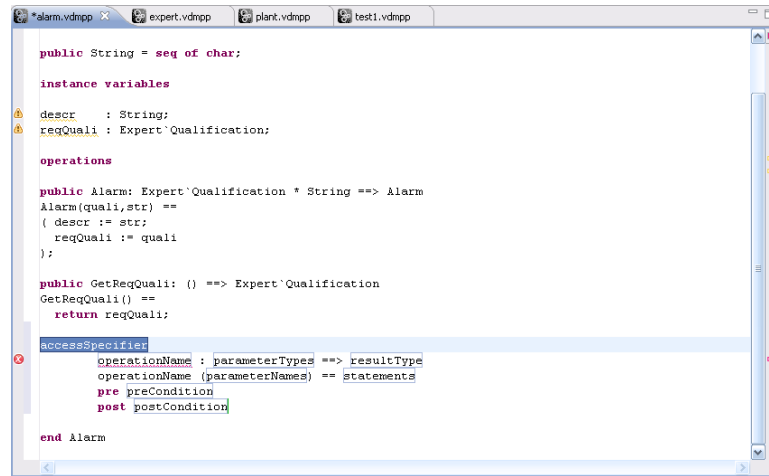 *alarm.vdmpp expert.vdmpp plant.vdmpp test1.vdmpp
public String = seq of char;
instance variables
descr : String;
reqQuali : Expert`Qualification;
operations
public Alarm: Expert`Qualification * String ==> Alarm
Alarm(quali,str) ==
( descr := str;
reqQuali := quali
);
public GetReqQuali: () ==> Expert`Qualification
GetReqQuali() ==
return reqQuali;
accessSpecifier
operationName : parameterTypes ==> resultType
operationName (parameterNames) == statements
pre preCondition
post postCondition
end Alarm